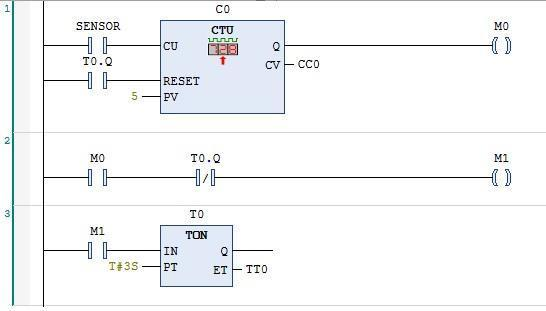 1
C0
SENSOR
CTU
CU
Q
M0
T0.Q
CV
CC0
RESET
5
PV
2
M0
T0.Q
M1
3
T0
M1
TON
IN
Q
T#3S
PT
ET
TT0